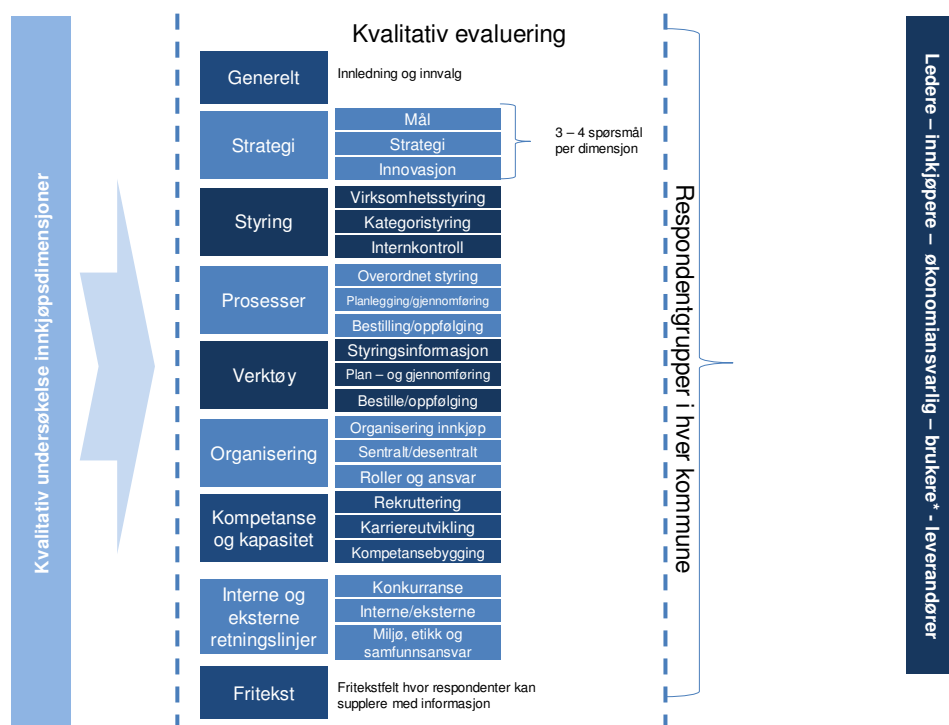 Kvalitativ undersøkelse innkjøpsdimensjoner
Kvalitativ evaluering
Generelt
Innledning og innvalg
Strategi
Mål
Strategi
Innovasjon
3 – 4 spørsmål
per dimensjon
Styring
Virksomhetsstyring
Kategoristyring
Internkontroll
Prosesser
Overordnet styring
Planlegging/gjennomføring
Bestilling/oppfølging
Verktøy
Styringsinformasjon
Plan – og gjennomføring
Bestille/oppfølging
Organisering
Organisering innkjøp
Sentralt/desentralt
Roller og ansvar
Kompetanse
og kapasitet
Rekruttering
Karriereutvikling
Kompetansebygging
Interne og
eksterne
retningslinjer
Konkurranse
Interne/eksterne
Miljø, etikk og
samfunnsansvar
Fritekst
Fritekstfelt hvor respondenter kan
supplere med informasjon
Respondentgrupper i hver kommune
Ledere – innkjøpere – økonomiansvarlig – brukere* - leverandører